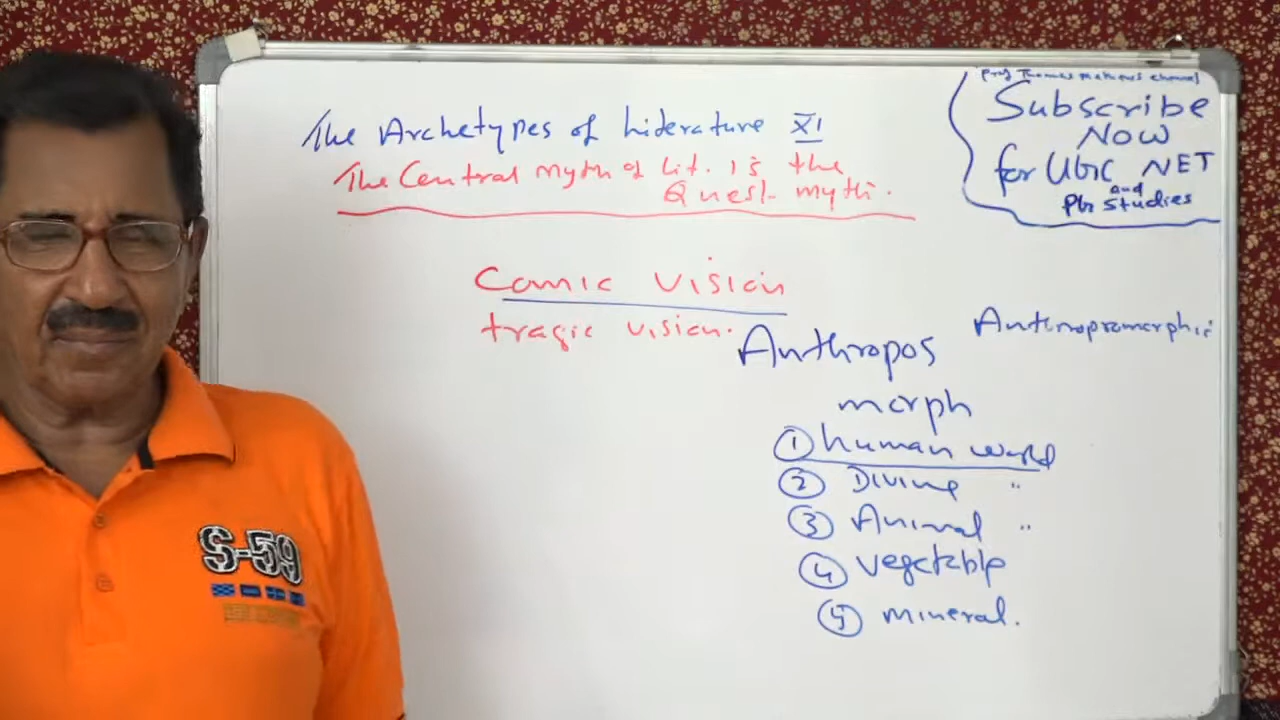 The Archetypes of Literature XI
The Central myth of Lit. is the
Quest myth.
Prof Thomas Mathews channel
Subscribe
Now
for UGC NET
and
PG Studies
Comic Vision
tragic vision.
Anthropos
Anthropomorphic
morph
① human world
② Divine "
③ Animal "
④ vegetable
⑤ mineral.
S-59